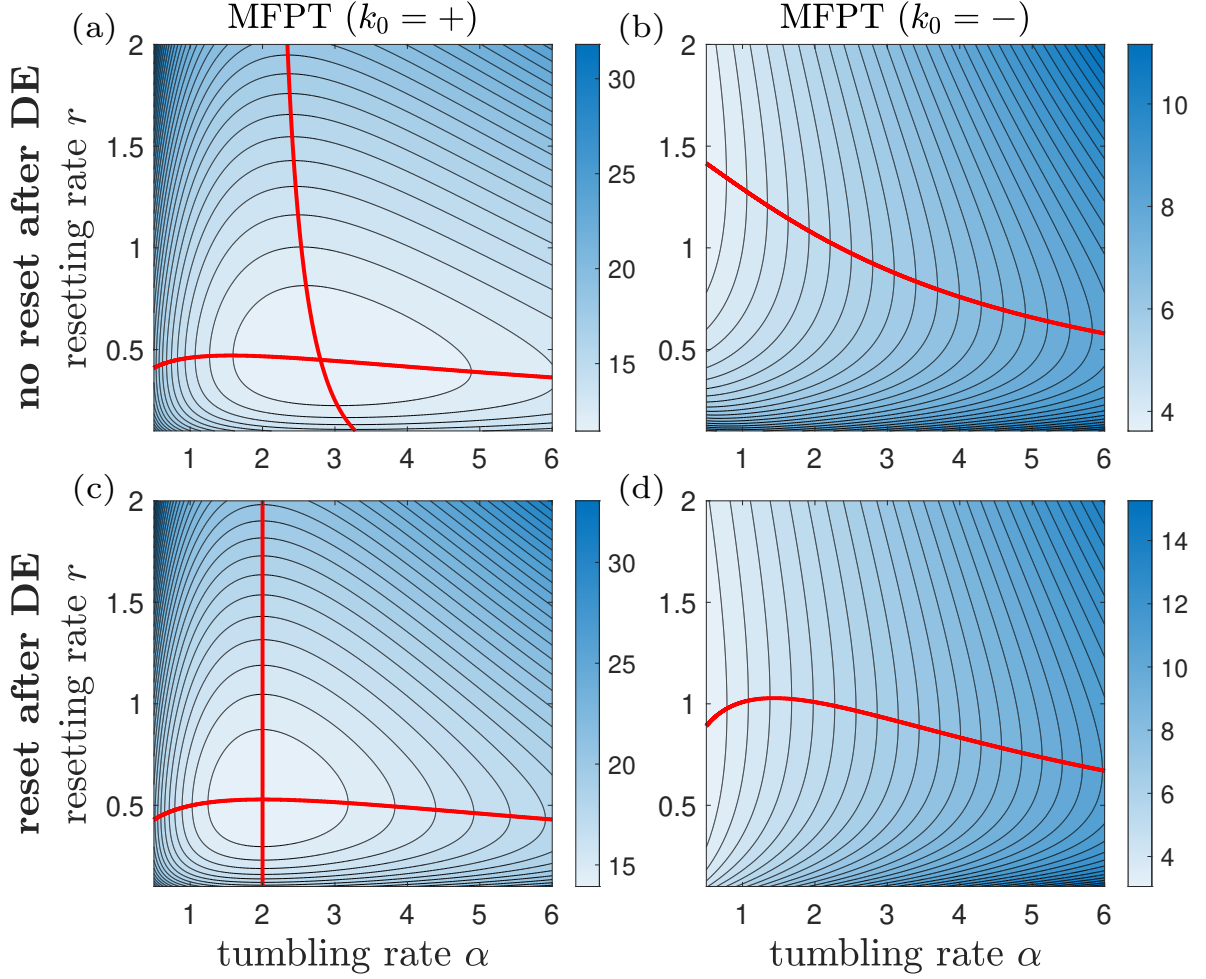 (a) MFPT (k₀ = +)
(b) MFPT (k₀ = −)
no reset after DE
resetting rate r
2
1.5
1
0.5
1 2 3 4 5 6
30
25
20
15
1 2 3 4 5 6
2
1.5
1
0.5
10
8
6
4
(c)
(d)
reset after DE
resetting rate r
2
1.5
1
0.5
1 2 3 4 5 6
tumbling rate α
30
25
20
15
2
1.5
1
0.5
1 2 3 4 5 6
tumbling rate α
14
12
10
8
6
4